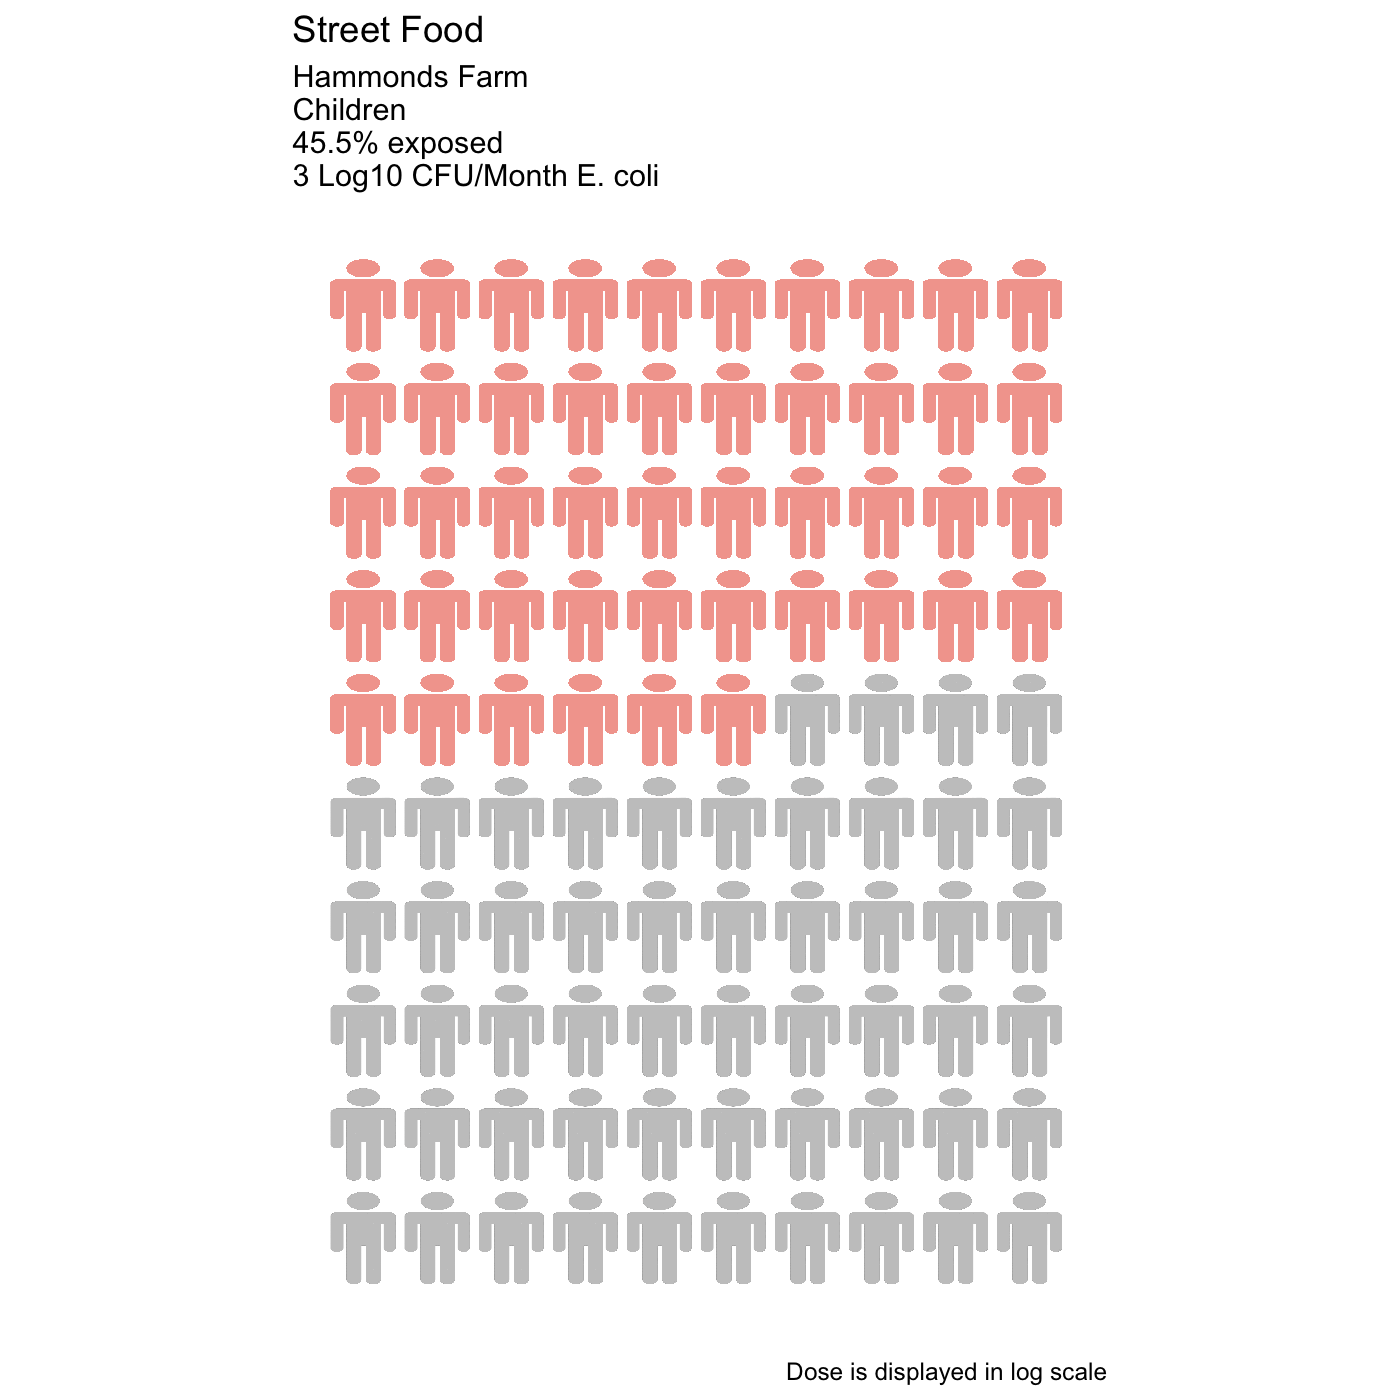 Street Food
Hammonds Farm
Children
45.5% exposed
3 Log10 CFU/Month E. coli
Dose is displayed in log scale